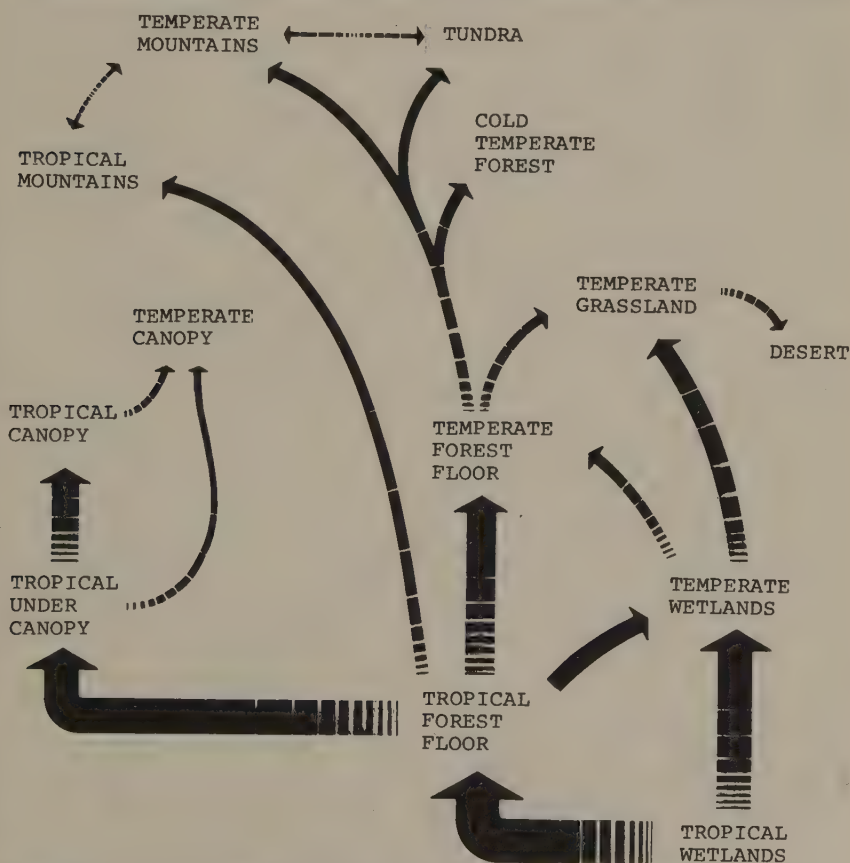 TEMPERATE
MOUNTAINS
TUNDRA
COLD
TEMPERATE
FOREST
TROPICAL
MOUNTAINS
TEMPERATE
GRASSLAND
TEMPERATE
CANOPY
DESERT
TROPICAL
CANOPY
TEMPERATE
FOREST
FLOOR
TROPICAL
UNDER
CANOPY
TEMPERATE
WETLANDS
TROPICAL
FOREST
FLOOR
TROPICAL
WETLANDS